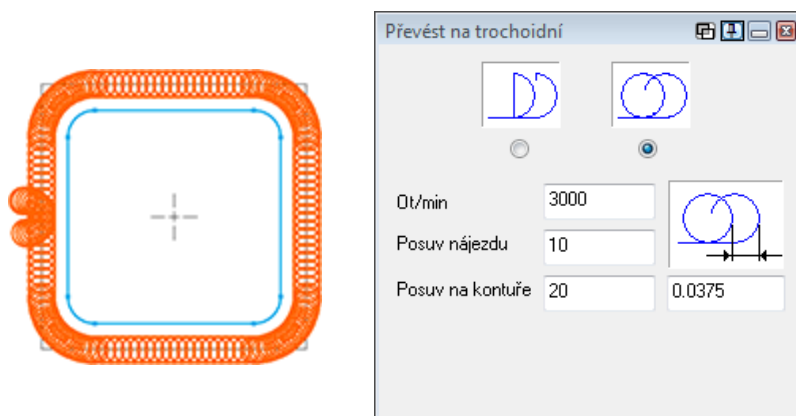 Převést na trochoidní
Ot/min 3000
Posuv nájezdu 10
Posuv na kontuře 20 0.0375